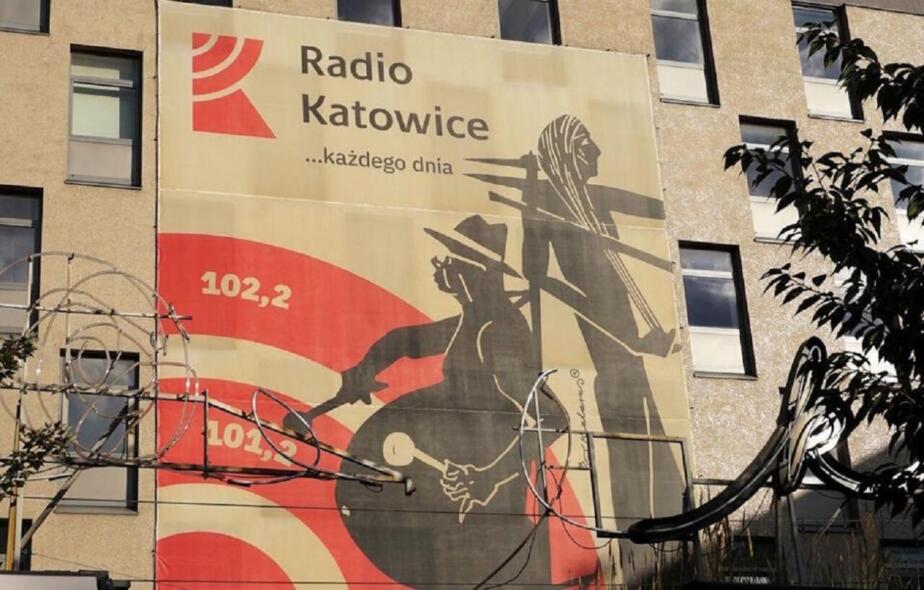 Radio
Katowice
...każdego dnia
102,2
101,2